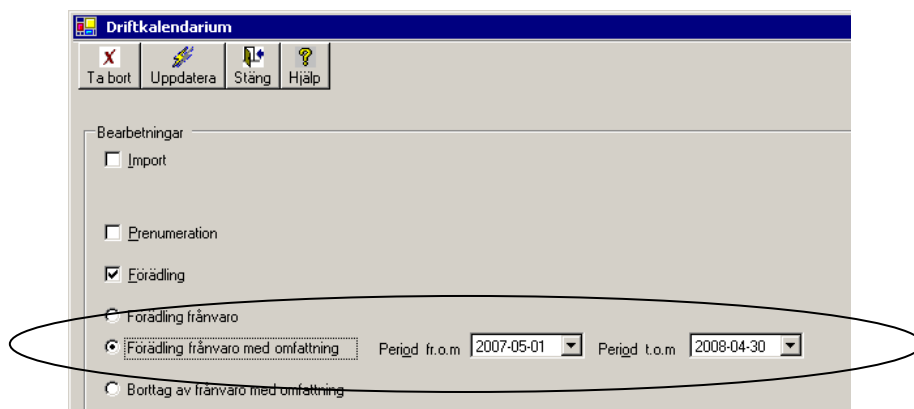 Driftkalendarium
Ta bort Uppdatera Stäng Hjälp
Bearbetningar
Import
Prenumeration
Förädling
Förädling frånvaro
Förädling frånvaro med omfattning Period fr.o.m 2007-05-01 Period t.o.m 2008-04-30
Borttag av frånvaro med omfattning